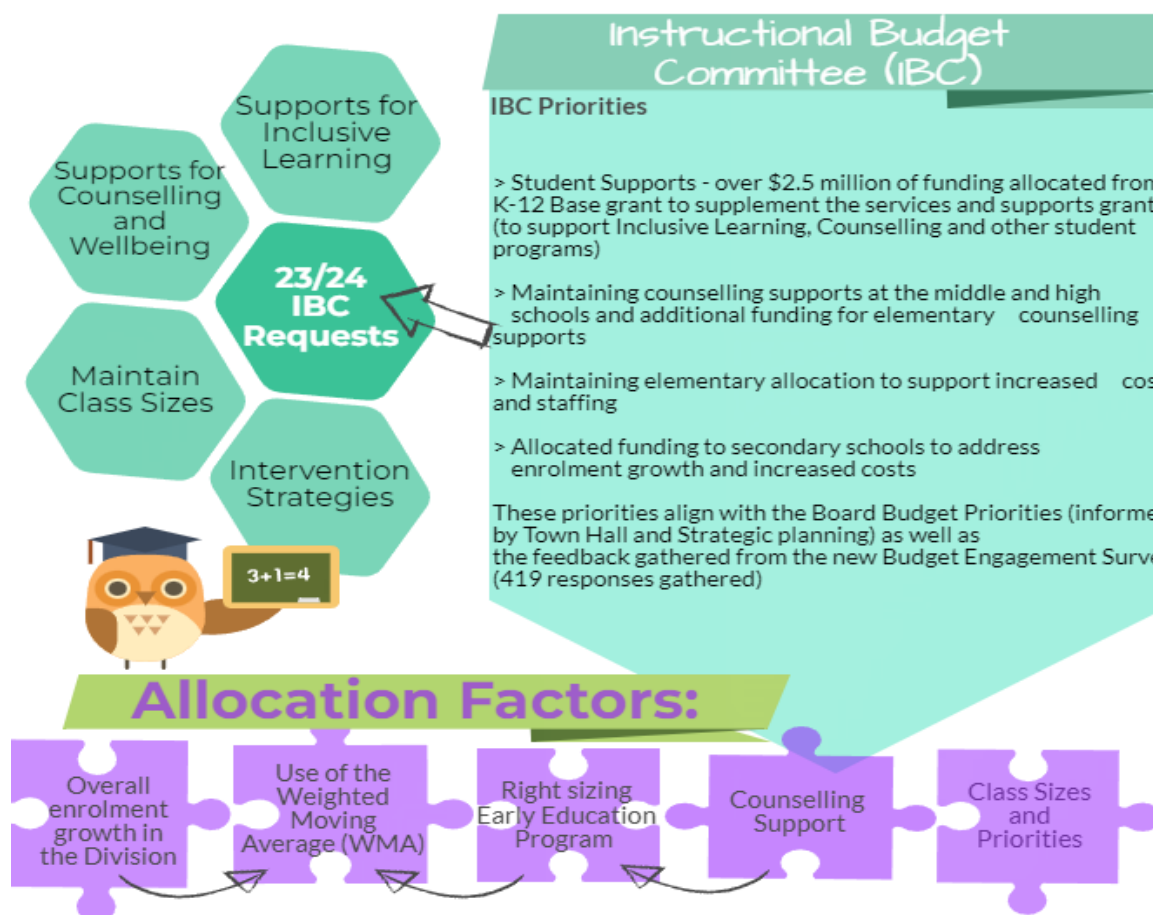 Instructional Budget
Committee (IBC)
IBC Priorities
> Student Supports - over $2.5 million of funding allocated from
K-12 Base grant to supplement the services and supports grant
(to support Inclusive Learning, Counselling and other student
programs)
> Maintaining counselling supports at the middle and high
schools and additional funding for elementary counselling
supports
> Maintaining elementary allocation to support increased
and staffing
> Allocated funding to secondary schools to address
enrolment growth and increased costs
These priorities align with the Board Budget Priorities
by Town Hall and Strategic planning) as well as
the feedback gathered from the new Budget Engagement
(419 responses gathered)
Supports for
Inclusive
Learning
Supports for
Counselling
and
Wellbeing
23/24
IBC
Requests
Maintain
Class Sizes
Intervention
Strategies
3+1=4
Allocation Factors:
Overall
enrolment
growth in
the Division
Use of the
Weighted
Moving
Average (WMA)
Right sizing
Early Education
Program
Counselling
Support
Class Sizes
and
Priorities